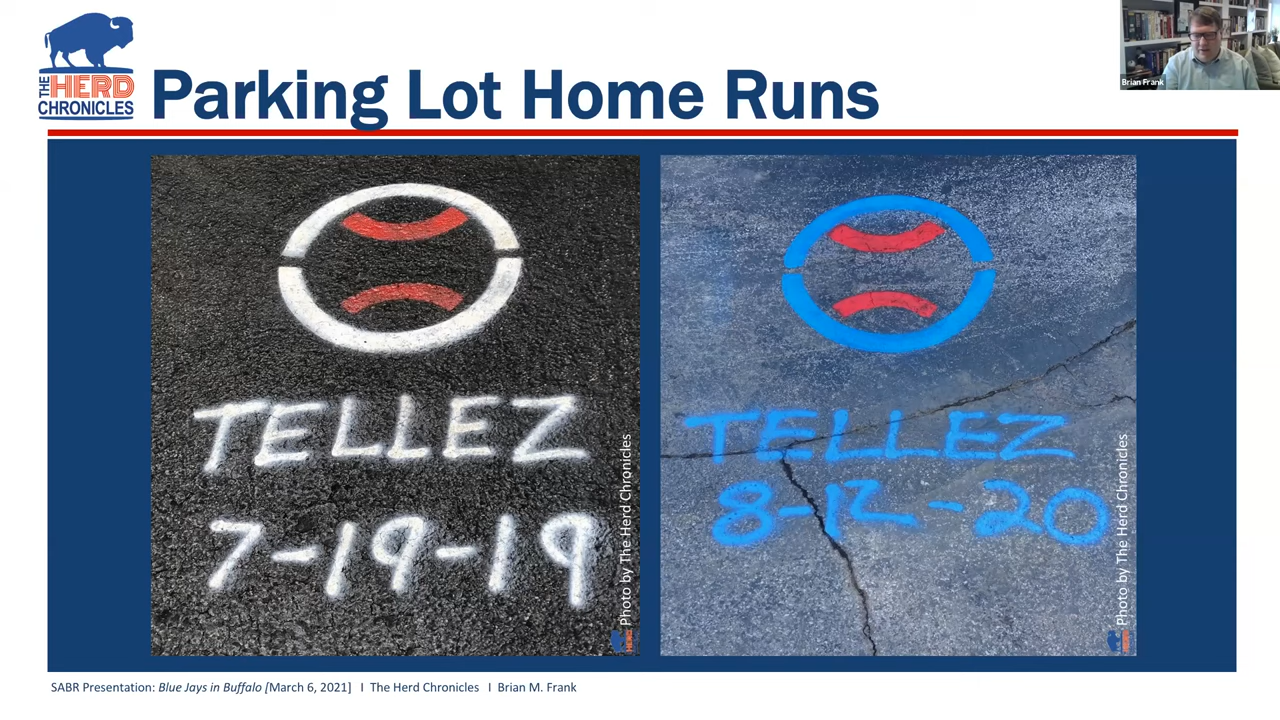 THE HERD
CHRONICLES
Parking Lot Home Runs
Brian Frank
TELLEZ
7-19-19
Photo by The Herd Chronicles
TELLEZ
8-12-20
Photo by The Herd Chronicles
SABR Presentation: Blue Jays in Buffalo [March 6, 2021] I The Herd Chronicles I Brian M. Frank